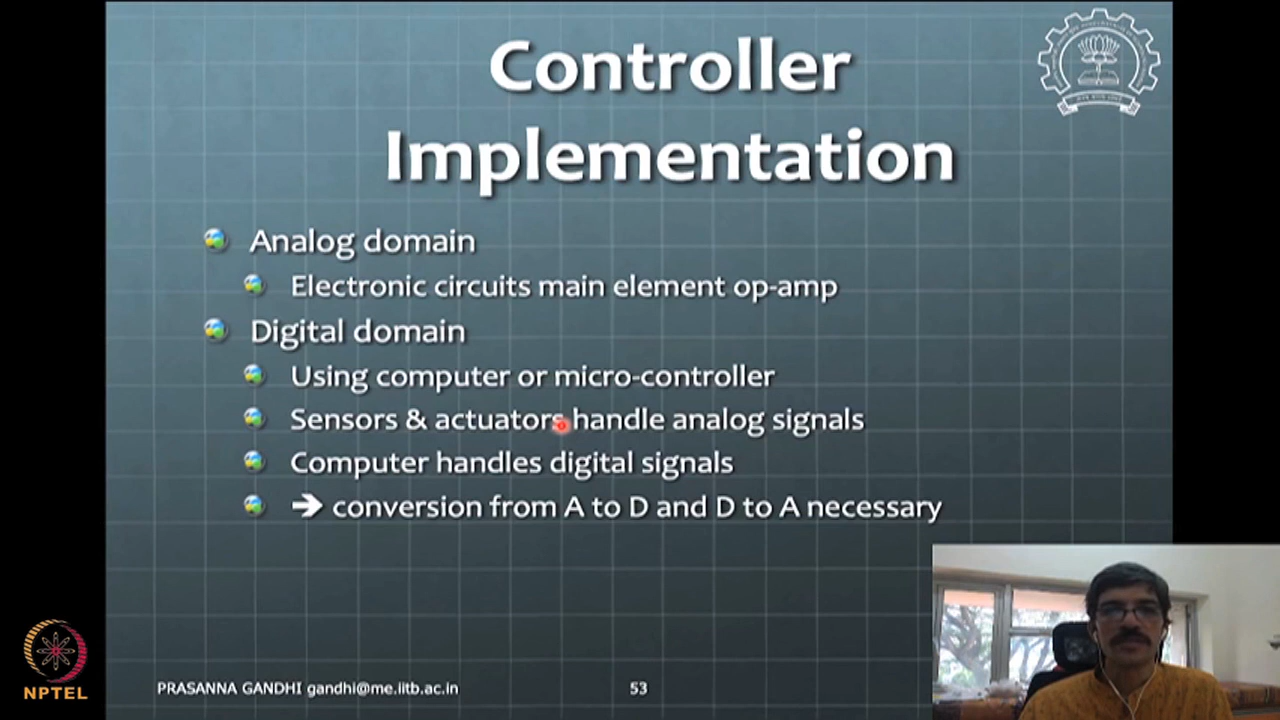 Controller
Implementation
Analog domain
Electronic circuits main element op-amp
Digital domain
Using computer or micro-controller
Sensors & actuators handle analog signals
Computer handles digital signals
➔ conversion from A to D and D to A necessary
NPTEL
PRASANNA GANDHI gandhi@me.iitb.ac.in
53